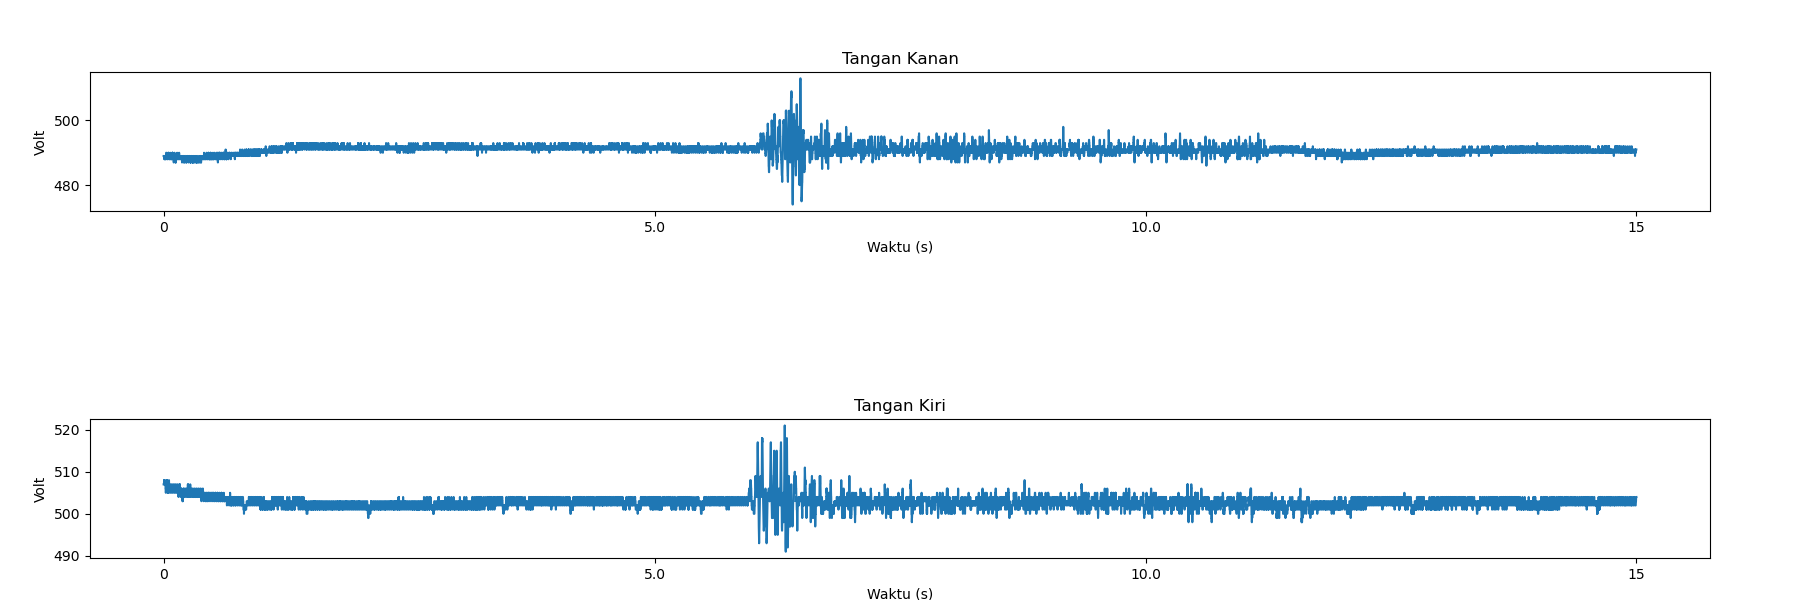 Tangan Kanan
Volt
500
480
0 5.0 10.0 15
Waktu (s)
Tangan Kiri
Volt
520
510
500
490
0 5.0 10.0 15
Waktu (s)